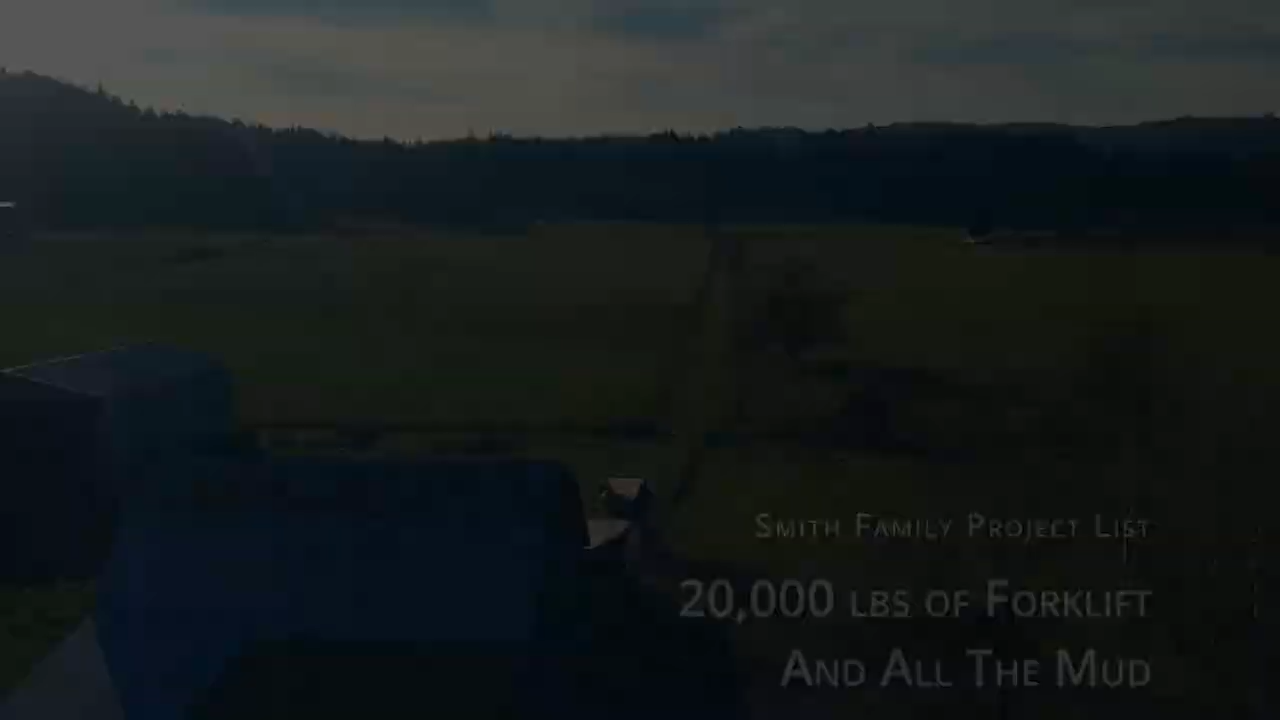 Smith Family Project List
20,000 lbs of Forklift
And All The Mud